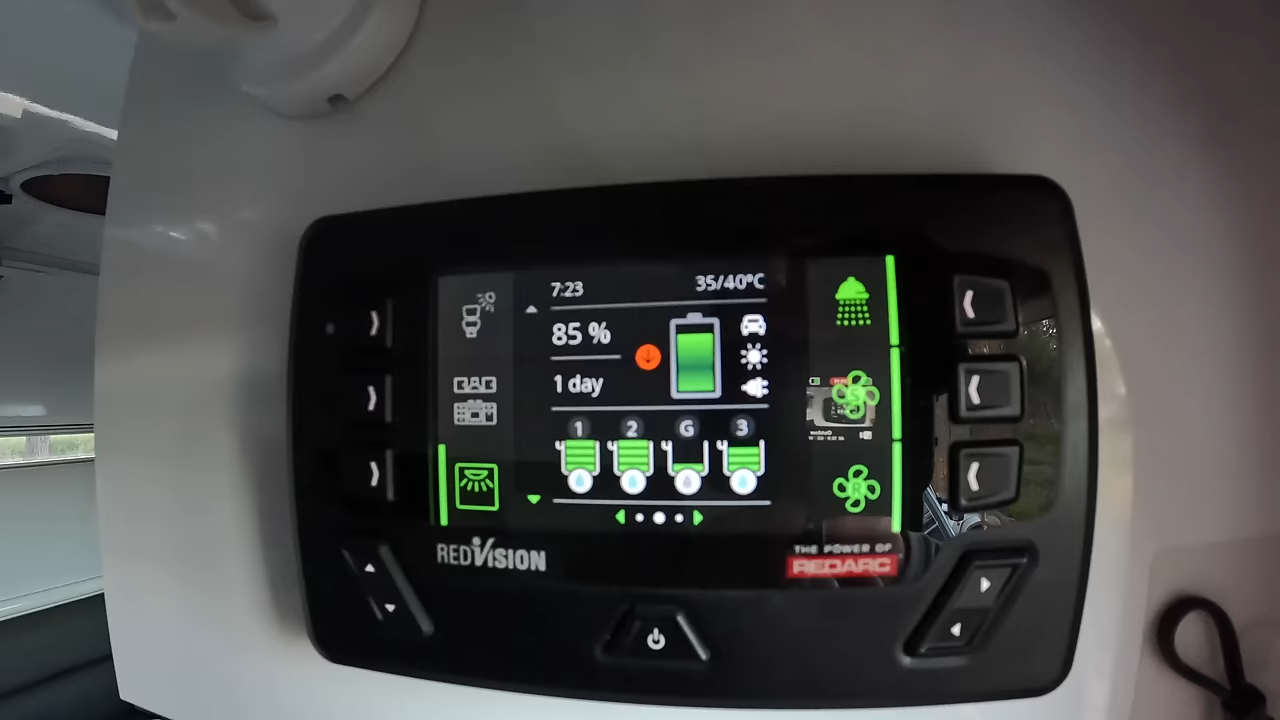 7:23 35/40°C
85 %
1 day
1 2 G 3
S
R
REDVISION
THE POWER OF
REDARC